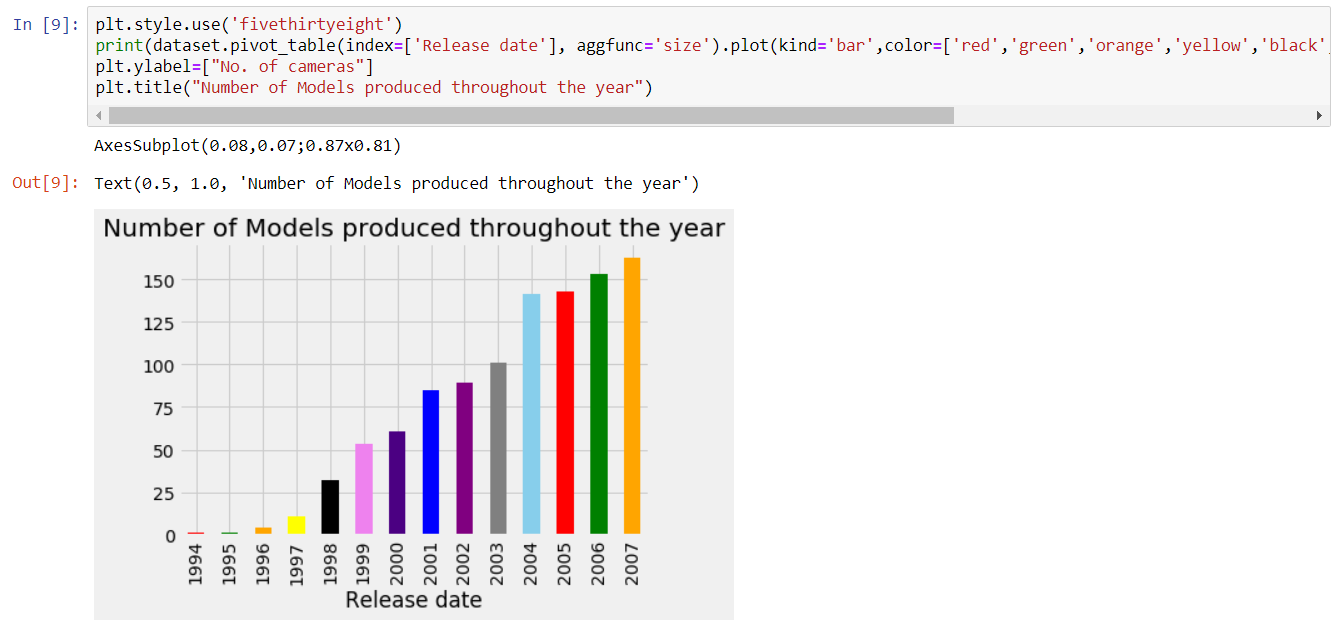 In [9]: plt.style.use('fivethirtyeight')
print(dataset.pivot_table(index=['Release date'], aggfunc='size').plot(kind='bar',color=['red','green','orange','yellow','black'
plt.ylabel=["No. of cameras"]
plt.title("Number of Models produced throughout the year")
AxesSubplot(0.08,0.07;0.87x0.81)
Out[9]: Text(0.5, 1.0, 'Number of Models produced throughout the year')
Number of Models produced throughout the year
150
125
100
75
50
25
0
1994 1995 1996 1997 1998 1999 2000 2001 2002 2003 2004 2005 2006 2007
Release date